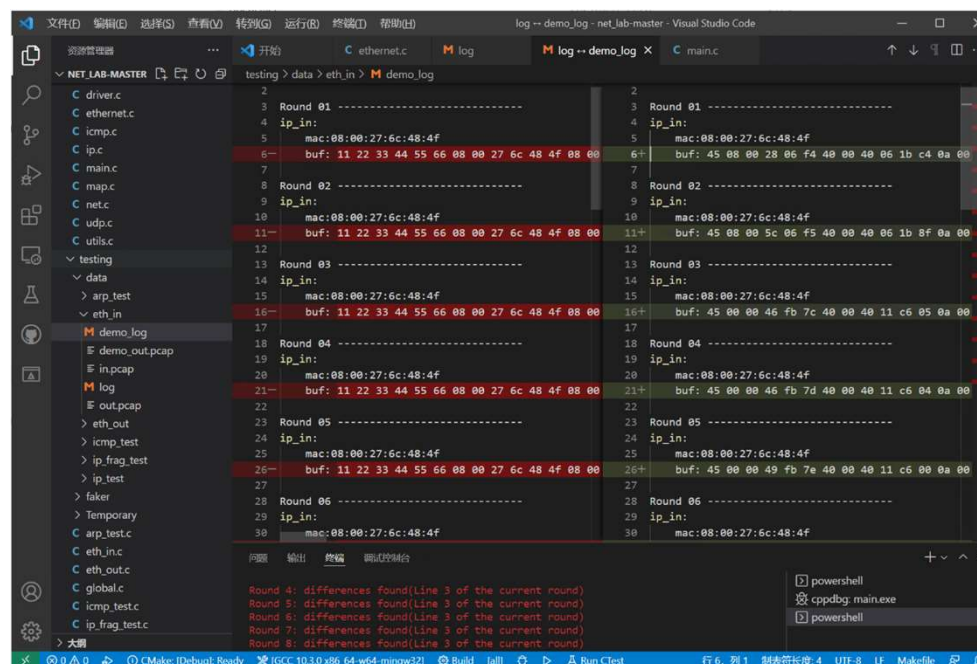 文件(F) 编辑(E) 选择(S) 查看(V) 转到(G) 运行(R) 终端(T) 帮助(H) log ↔ demo_log - net_lab-master - Visual Studio Code
资源管理器 ···
开始 C ethernet.c M log M log ↔ demo_log × C main.c
NET_LAB-MASTER
testing > data > eth_in > M demo_log
C driver.c
C ethernet.c
C icmp.c
C ip.c
C main.c
C map.c
C net.c
C udp.c
C utils.c
testing
data
> arp_test
eth_in
M demo_log
demo_out.pcap
in.pcap
M log
out.pcap
> eth_out
> icmp_test
> ip_frag_test
> ip_test
> faker
> Temporary
C arp_test.c
C eth_in.c
C eth_out.c
C global.c
C icmp_test.c
C ip_frag_test.c
> 大纲
2
3 Round 01 -----------------------------
4 ip_in:
5 mac:08:00:27:6c:48:4f
6- buf: 11 22 33 44 55 66 08 00 27 6c 48 4f 08 00
7
8 Round 02 -----------------------------
9 ip_in:
10 mac:08:00:27:6c:48:4f
11- buf: 11 22 33 44 55 66 08 00 27 6c 48 4f 08 00
12
13 Round 03 -----------------------------
14 ip_in:
15 mac:08:00:27:6c:48:4f
16- buf: 11 22 33 44 55 66 08 00 27 6c 48 4f 08 00
17
18 Round 04 -----------------------------
19 ip_in:
20 mac:08:00:27:6c:48:4f
21- buf: 11 22 33 44 55 66 08 00 27 6c 48 4f 08 00
22
23 Round 05 -----------------------------
24 ip_in:
25 mac:08:00:27:6c:48:4f
26- buf: 11 22 33 44 55 66 08 00 27 6c 48 4f 08 00
27
28 Round 06 -----------------------------
29 ip_in:
30 mac:08:00:27:6c:48:4f
2
3 Round 01 -----------------------------
4 ip_in:
5 mac:08:00:27:6c:48:4f
6+ buf: 45 08 00 28 06 f4 40 00 40 06 1b c4 0a 00
7
8 Round 02 -----------------------------
9 ip_in:
10 mac:08:00:27:6c:48:4f
11+ buf: 45 08 00 5c 06 f5 40 00 40 06 1b 8f 0a 00
12
13 Round 03 -----------------------------
14 ip_in:
15 mac:08:00:27:6c:48:4f
16+ buf: 45 00 00 46 fb 7c 40 00 40 11 c6 05 0a 00
17
18 Round 04 -----------------------------
19 ip_in:
20 mac:08:00:27:6c:48:4f
21+ buf: 45 00 00 46 fb 7d 40 00 40 11 c6 04 0a 00
22
23 Round 05 -----------------------------
24 ip_in:
25 mac:08:00:27:6c:48:4f
26+ buf: 45 00 00 49 fb 7e 40 00 40 11 c6 00 0a 00
27
28 Round 06 -----------------------------
29 ip_in:
30 mac:08:00:27:6c:48:4f
问题 输出 终端 调试控制台
Round 4: differences found(Line 3 of the current round)
Round 5: differences found(Line 3 of the current round)
Round 6: differences found(Line 3 of the current round)
Round 7: differences found(Line 3 of the current round)
Round 8: differences found(Line 3 of the current round)
powershell
cppdbg: main.exe
powershell
0 0 CMake: [Debug]: Ready [GCC 10.3.0 x86_64-w64-mingw32] Build [all] Run CTest 行 6，列 1 制表符长度: 4 UTF-8 LF Makefile